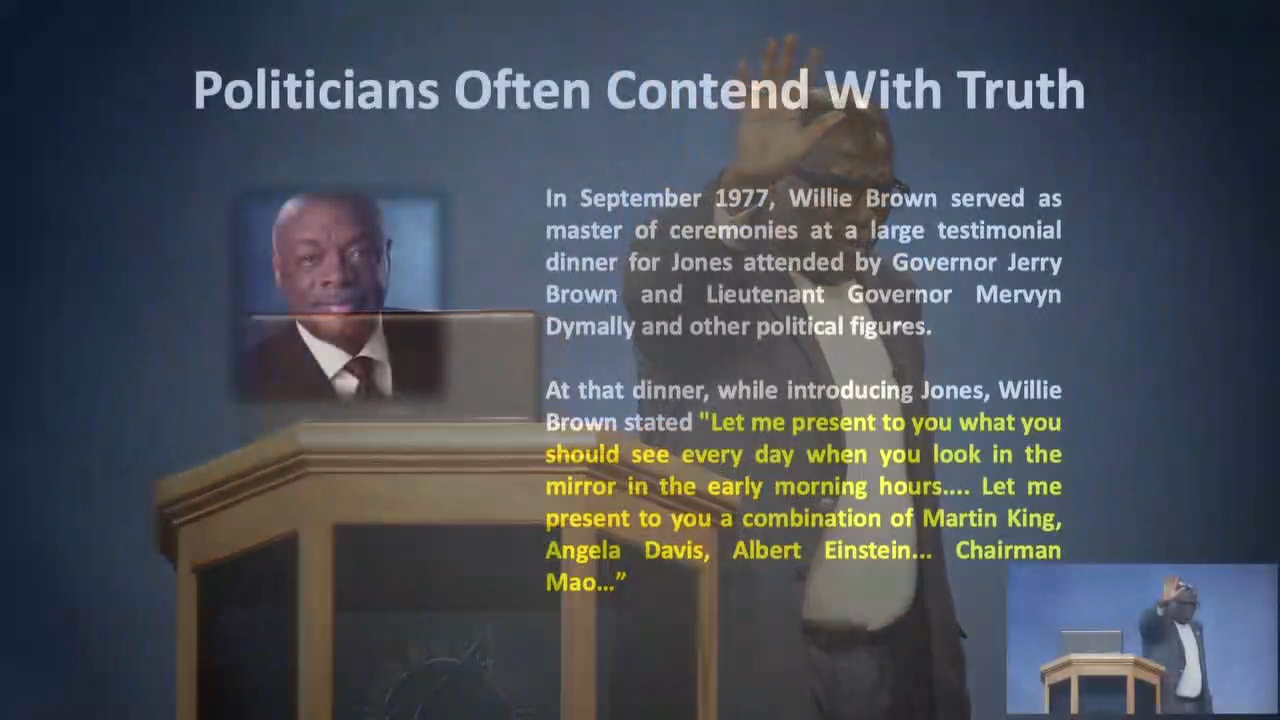 Politicians Often Contend With Truth
In September 1977, Willie Brown served as
master of ceremonies at a large testimonial
dinner for Jones attended by Governor Jerry
Brown and Lieutenant Governor Mervyn
Dymally and other political figures.
At that dinner, while introducing Jones, Willie
Brown stated "Let me present to you what you
should see every day when you look in the
mirror in the early morning hours.... Let me
present to you a combination of Martin King,
Angela Davis, Albert Einstein... Chairman
Mao...”